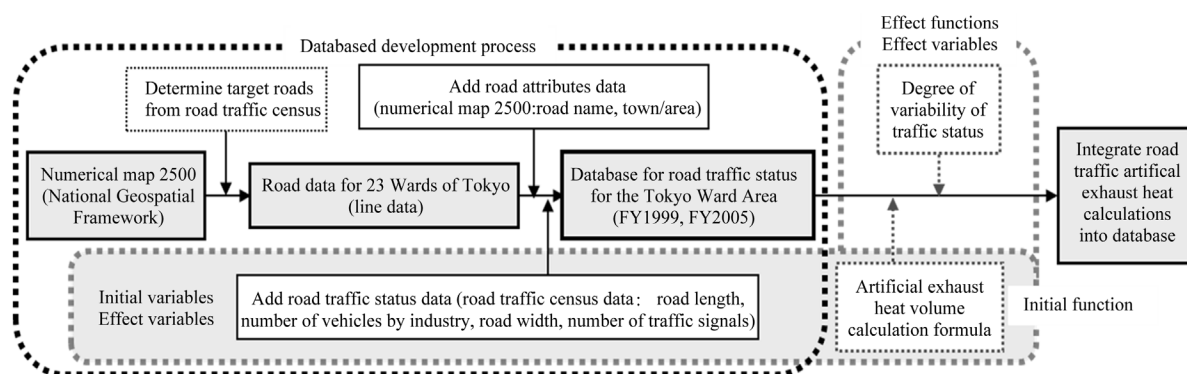 Effect functions
Effect variables
Databased development process
Determine target roads
from road traffic census
Add road attributes data
(numerical map 2500:road name, town/area)
Degree of
variability of
traffic status
Numerical map 2500
(National Geospatial
Framework)
Road data for 23 Wards of Tokyo
(line data)
Database for road traffic status
for the Tokyo Ward Area
(FY1999, FY2005)
Integrate road
traffic artifical
exhaust heat
calculations
into database
Initial variables
Effect variables
Add road traffic status data (road traffic census data: road length,
number of vehicles by industry, road width, number of traffic signals)
Artificial exhaust
heat volume
calculation formula
Initial function